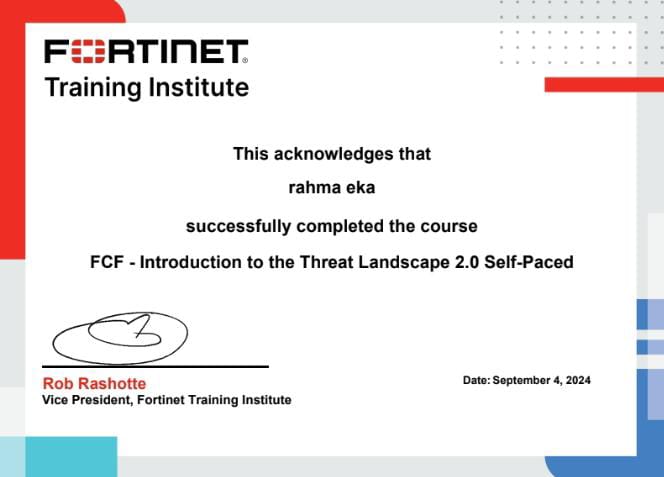 FORTINET®
Training Institute
This acknowledges that
rahma eka
successfully completed the course
FCF - Introduction to the Threat Landscape 2.0 Self-Paced
Rob Rashotte
Vice President, Fortinet Training Institute
Date: September 4, 2024